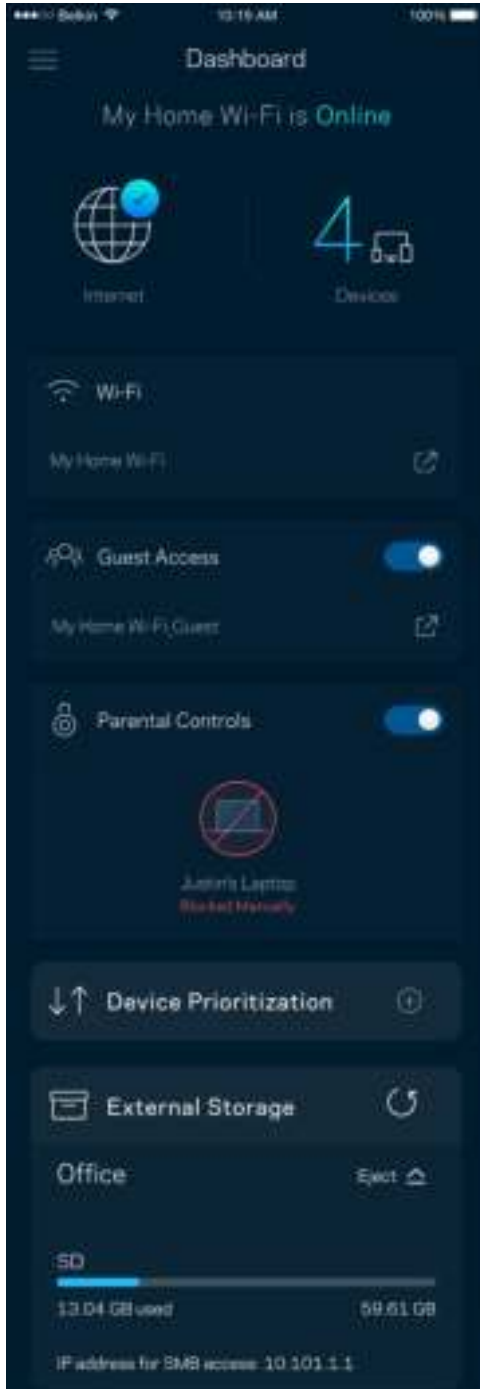 Belkin 10:19 AM 100%
Dashboard
My Home Wi-Fi is Online
4
Internet Devices
Wi-Fi
My Home Wi-Fi
Guest Access
My Home Wi-Fi_Guest
Parental Controls
Justin's Laptop
Blocked Manually
↓↑ Device Prioritization
External Storage
Office Eject
SD
13.04 GB used 59.61 GB
IP address for SMB access: 10.101.1.1